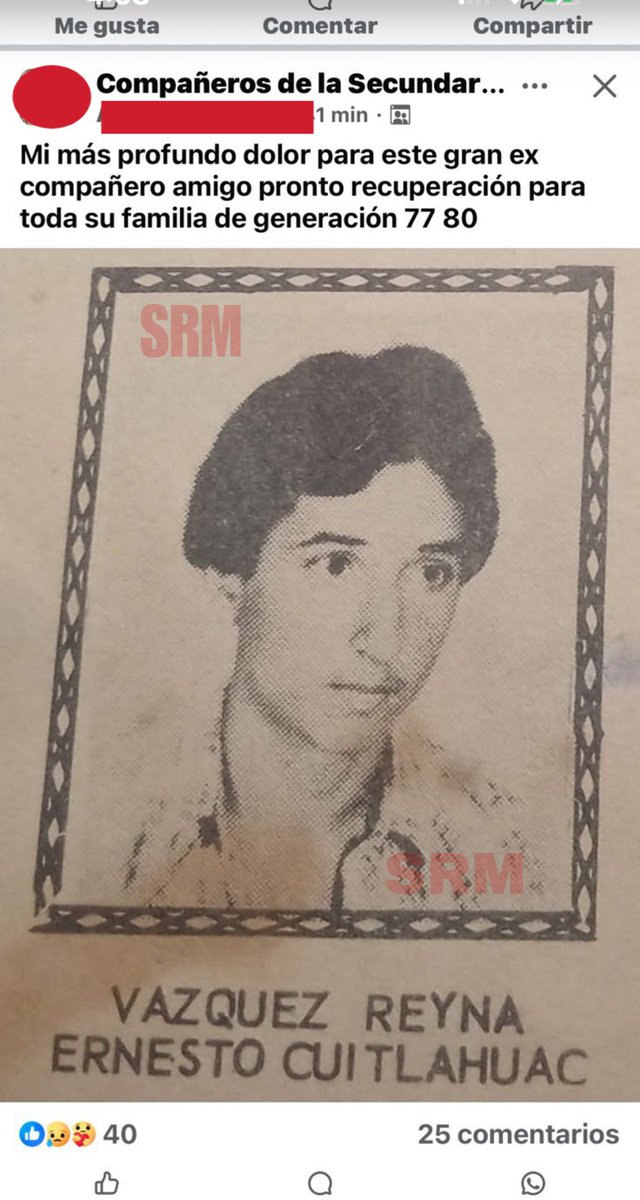 Me gusta
Comentar
Compartir
Compañeros de la Secundar...
1 min
Mi más profundo dolor para este gran ex
compañero amigo pronto recuperación para
toda su familia de generación 77 80
SRM
SRM
VAZQUEZ REYNA
ERNESTO CUITLAHUAC
40
25 comentarios